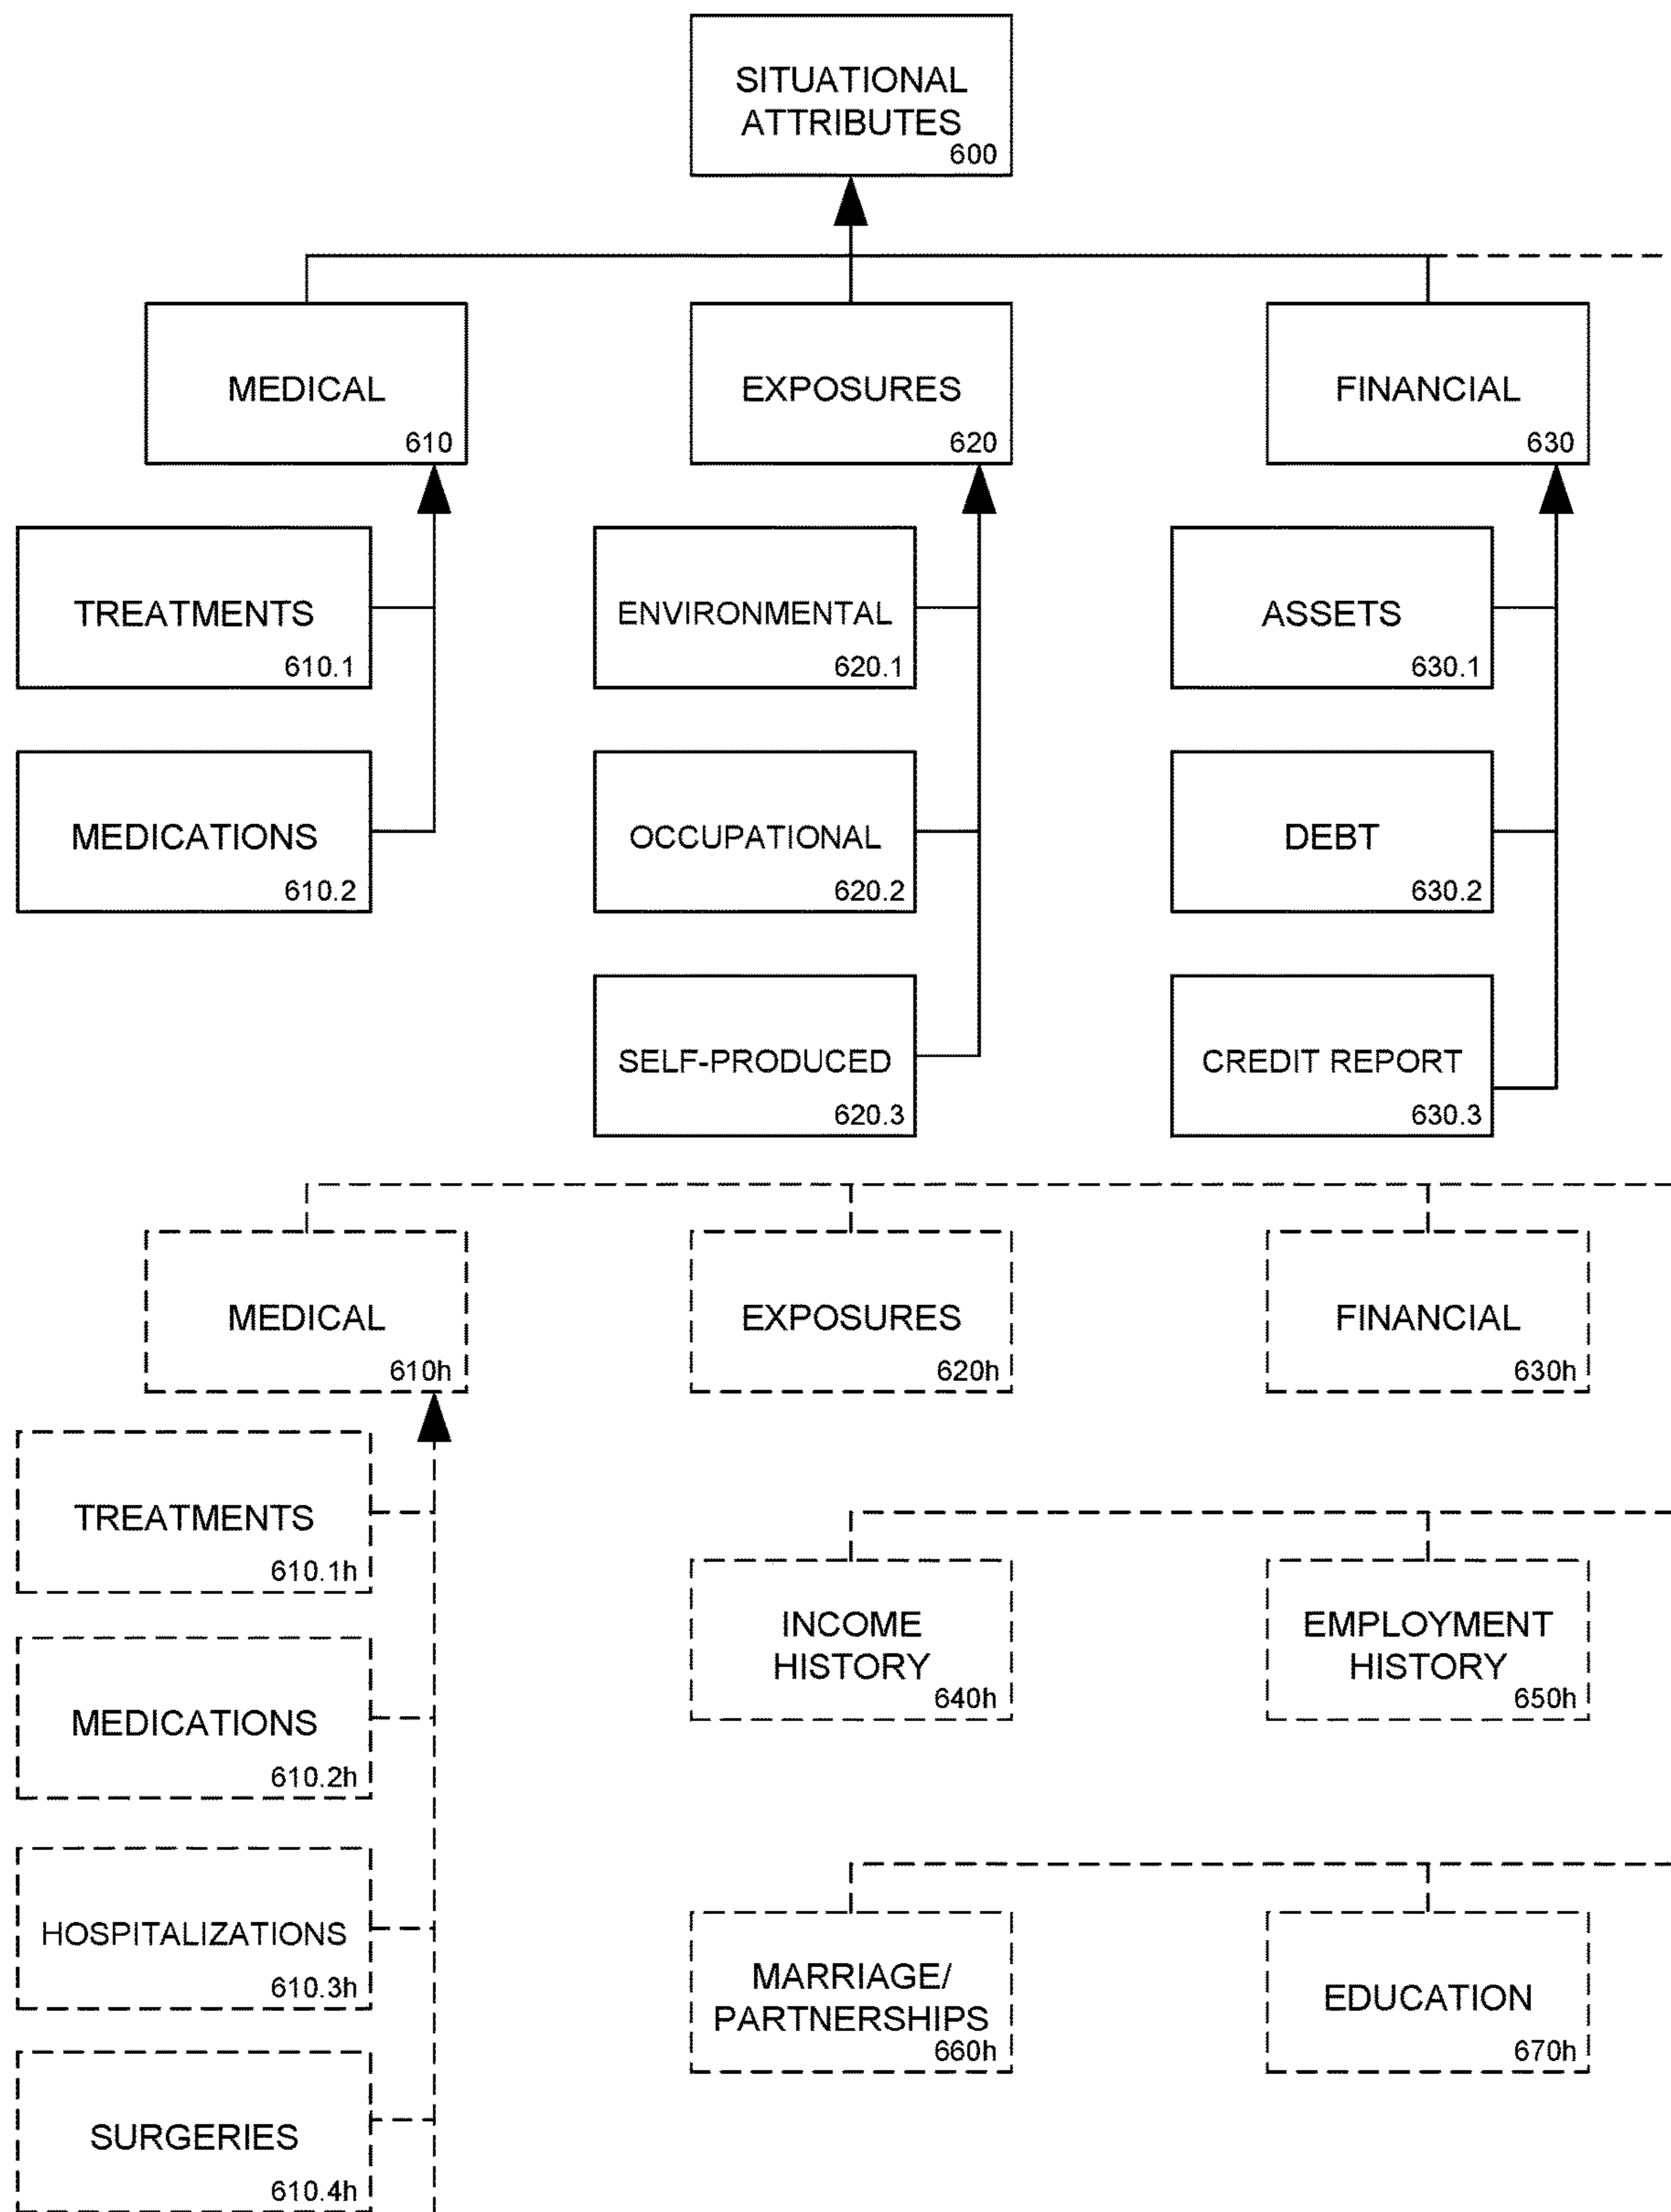 SITUATIONAL
ATTRIBUTES
600
MEDICAL
610
EXPOSURES
620
FINANCIAL
630
TREATMENTS
610.1
ENVIRONMENTAL
620.1
ASSETS
630.1
MEDICATIONS
610.2
OCCUPATIONAL
620.2
DEBT
630.2
SELF-PRODUCED
620.3
CREDIT REPORT
630.3
MEDICAL
610h
EXPOSURES
620h
FINANCIAL
630h
TREATMENTS
610.1h
INCOME
HISTORY
640h
EMPLOYMENT
HISTORY
650h
MEDICATIONS
610.2h
HOSPITALIZATIONS
610.3h
MARRIAGE/
PARTNERSHIPS
660h
EDUCATION
670h
SURGERIES
610.4h